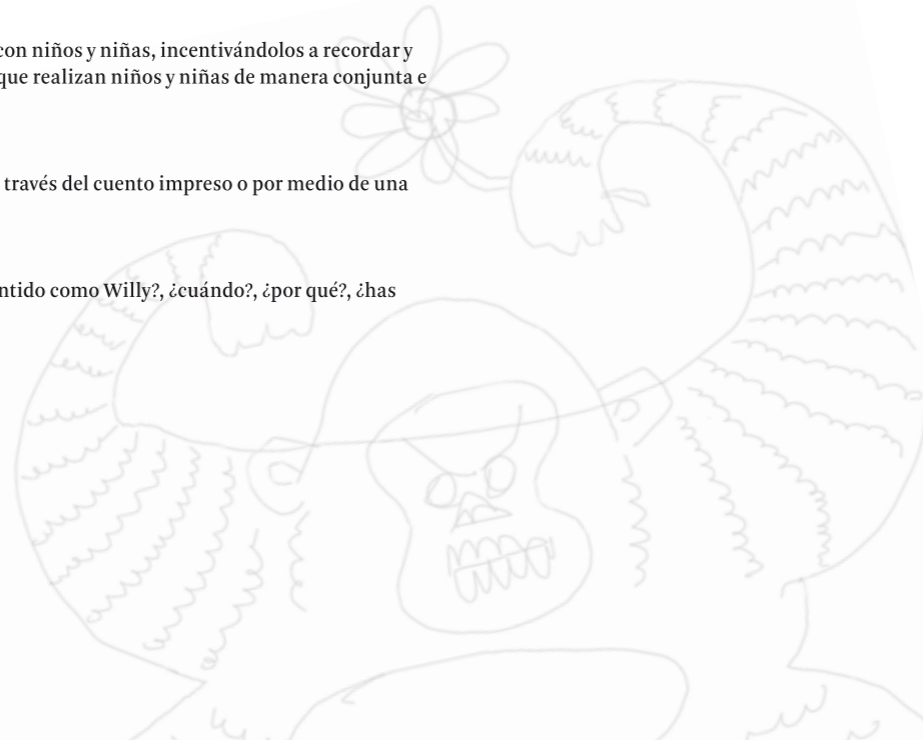 con niños y niñas, incentivándolos a recordar y
que realizan niños y niñas de manera conjunta e
través del cuento impreso o por medio de una
ntido como Willy?, ¿cuándo?, ¿por qué?, ¿has